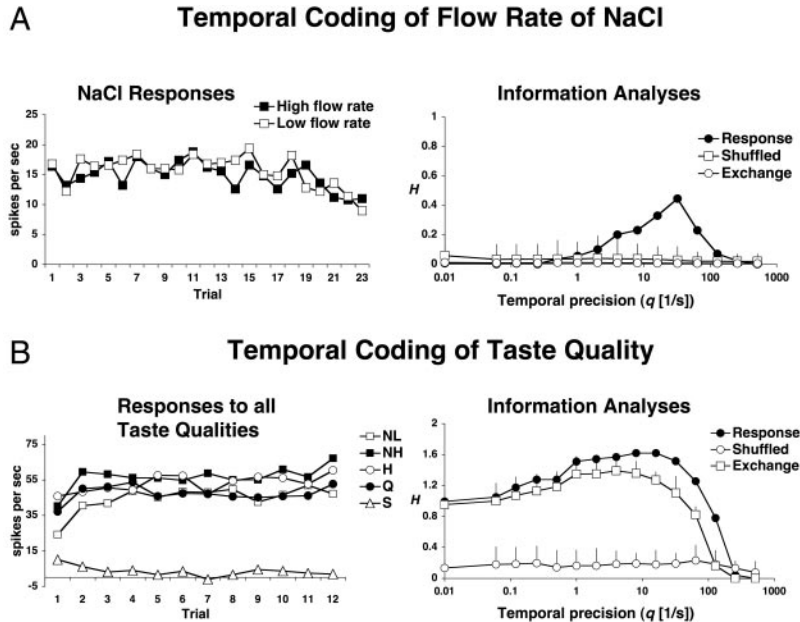 A
Temporal Coding of Flow Rate of NaCl
NaCl Responses
High flow rate
Low flow rate
spikes per sec
25
20
15
10
5
0
1 3 5 7 9 11 13 15 17 19 21 23
Trial
Information Analyses
Response
Shuffled
Exchange
H
1
0.8
0.6
0.4
0.2
0
0.01 0.1 1 10 100 1000
Temporal precision (q [1/s])
B
Temporal Coding of Taste Quality
Responses to all
Taste Qualities
NL
NH
H
Q
S
spikes per sec
75
55
35
15
-5
1 2 3 4 5 6 7 8 9 10 11 12
Trial
Information Analyses
Response
Shuffled
Exchange
H
2
1.6
1.2
0.8
0.4
0
0.01 0.1 1 10 100 1000
Temporal precision (q [1/s])